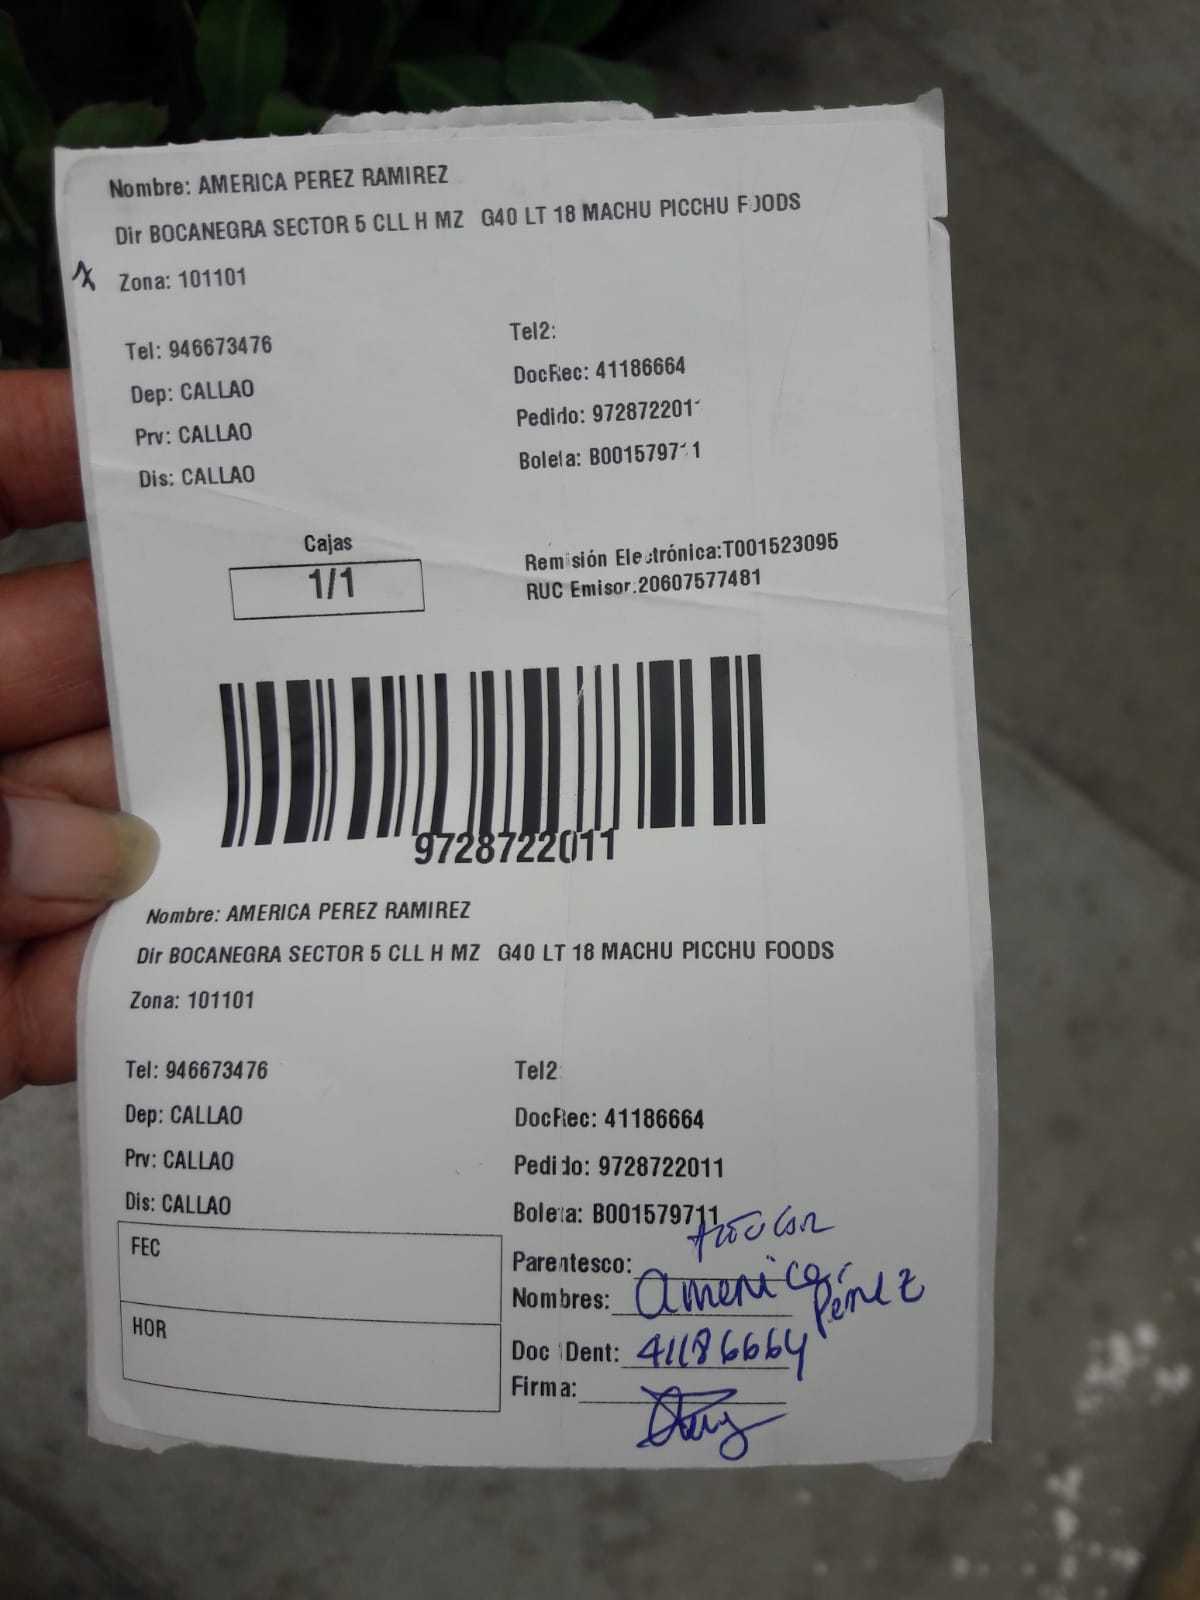 Nombre: AMERICA PEREZ RAMIREZ
Dir BOCANEGRA SECTOR 5 CLL H MZ G40 LT 18 MACHU PICCHU FOODS
Zona: 101101
Tel: 946673476
Tel2:
Dep: CALLAO
DocRec: 41186664
Prv: CALLAO
Pedido: 9728722011
Dis: CALLAO
Boleta: B001579711
Cajas
1/1
Remisión Electrónica:T001523095
RUC Emisor:20607577481
9728722011
Nombre: AMERICA PEREZ RAMIREZ
Dir BOCANEGRA SECTOR 5 CLL H MZ G40 LT 18 MACHU PICCHU FOODS
Zona: 101101
Tel: 946673476
Tel2:
Dep: CALLAO
DocRec: 41186664
Prv: CALLAO
Pedido: 9728722011
Dis: CALLAO
Boleta: B001579711
FEC
Parentesco:
Nombres: America Pérez
HOR
Doc Dent: 41186664
Firma: